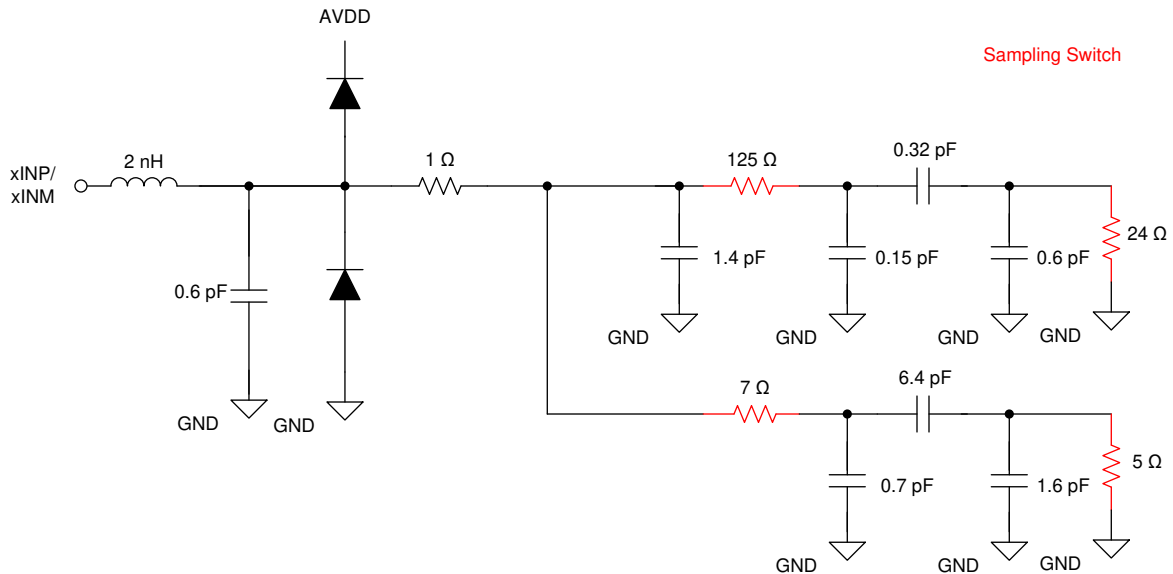 AVDD
Sampling Switch
xINP/
xINM
2 nH
1 Ω
125 Ω
0.32 pF
24 Ω
0.6 pF
1.4 pF
0.15 pF
0.6 pF
GND
GND
GND
GND
7 Ω
6.4 pF
GND
GND
5 Ω
0.7 pF
1.6 pF
GND
GND
GND